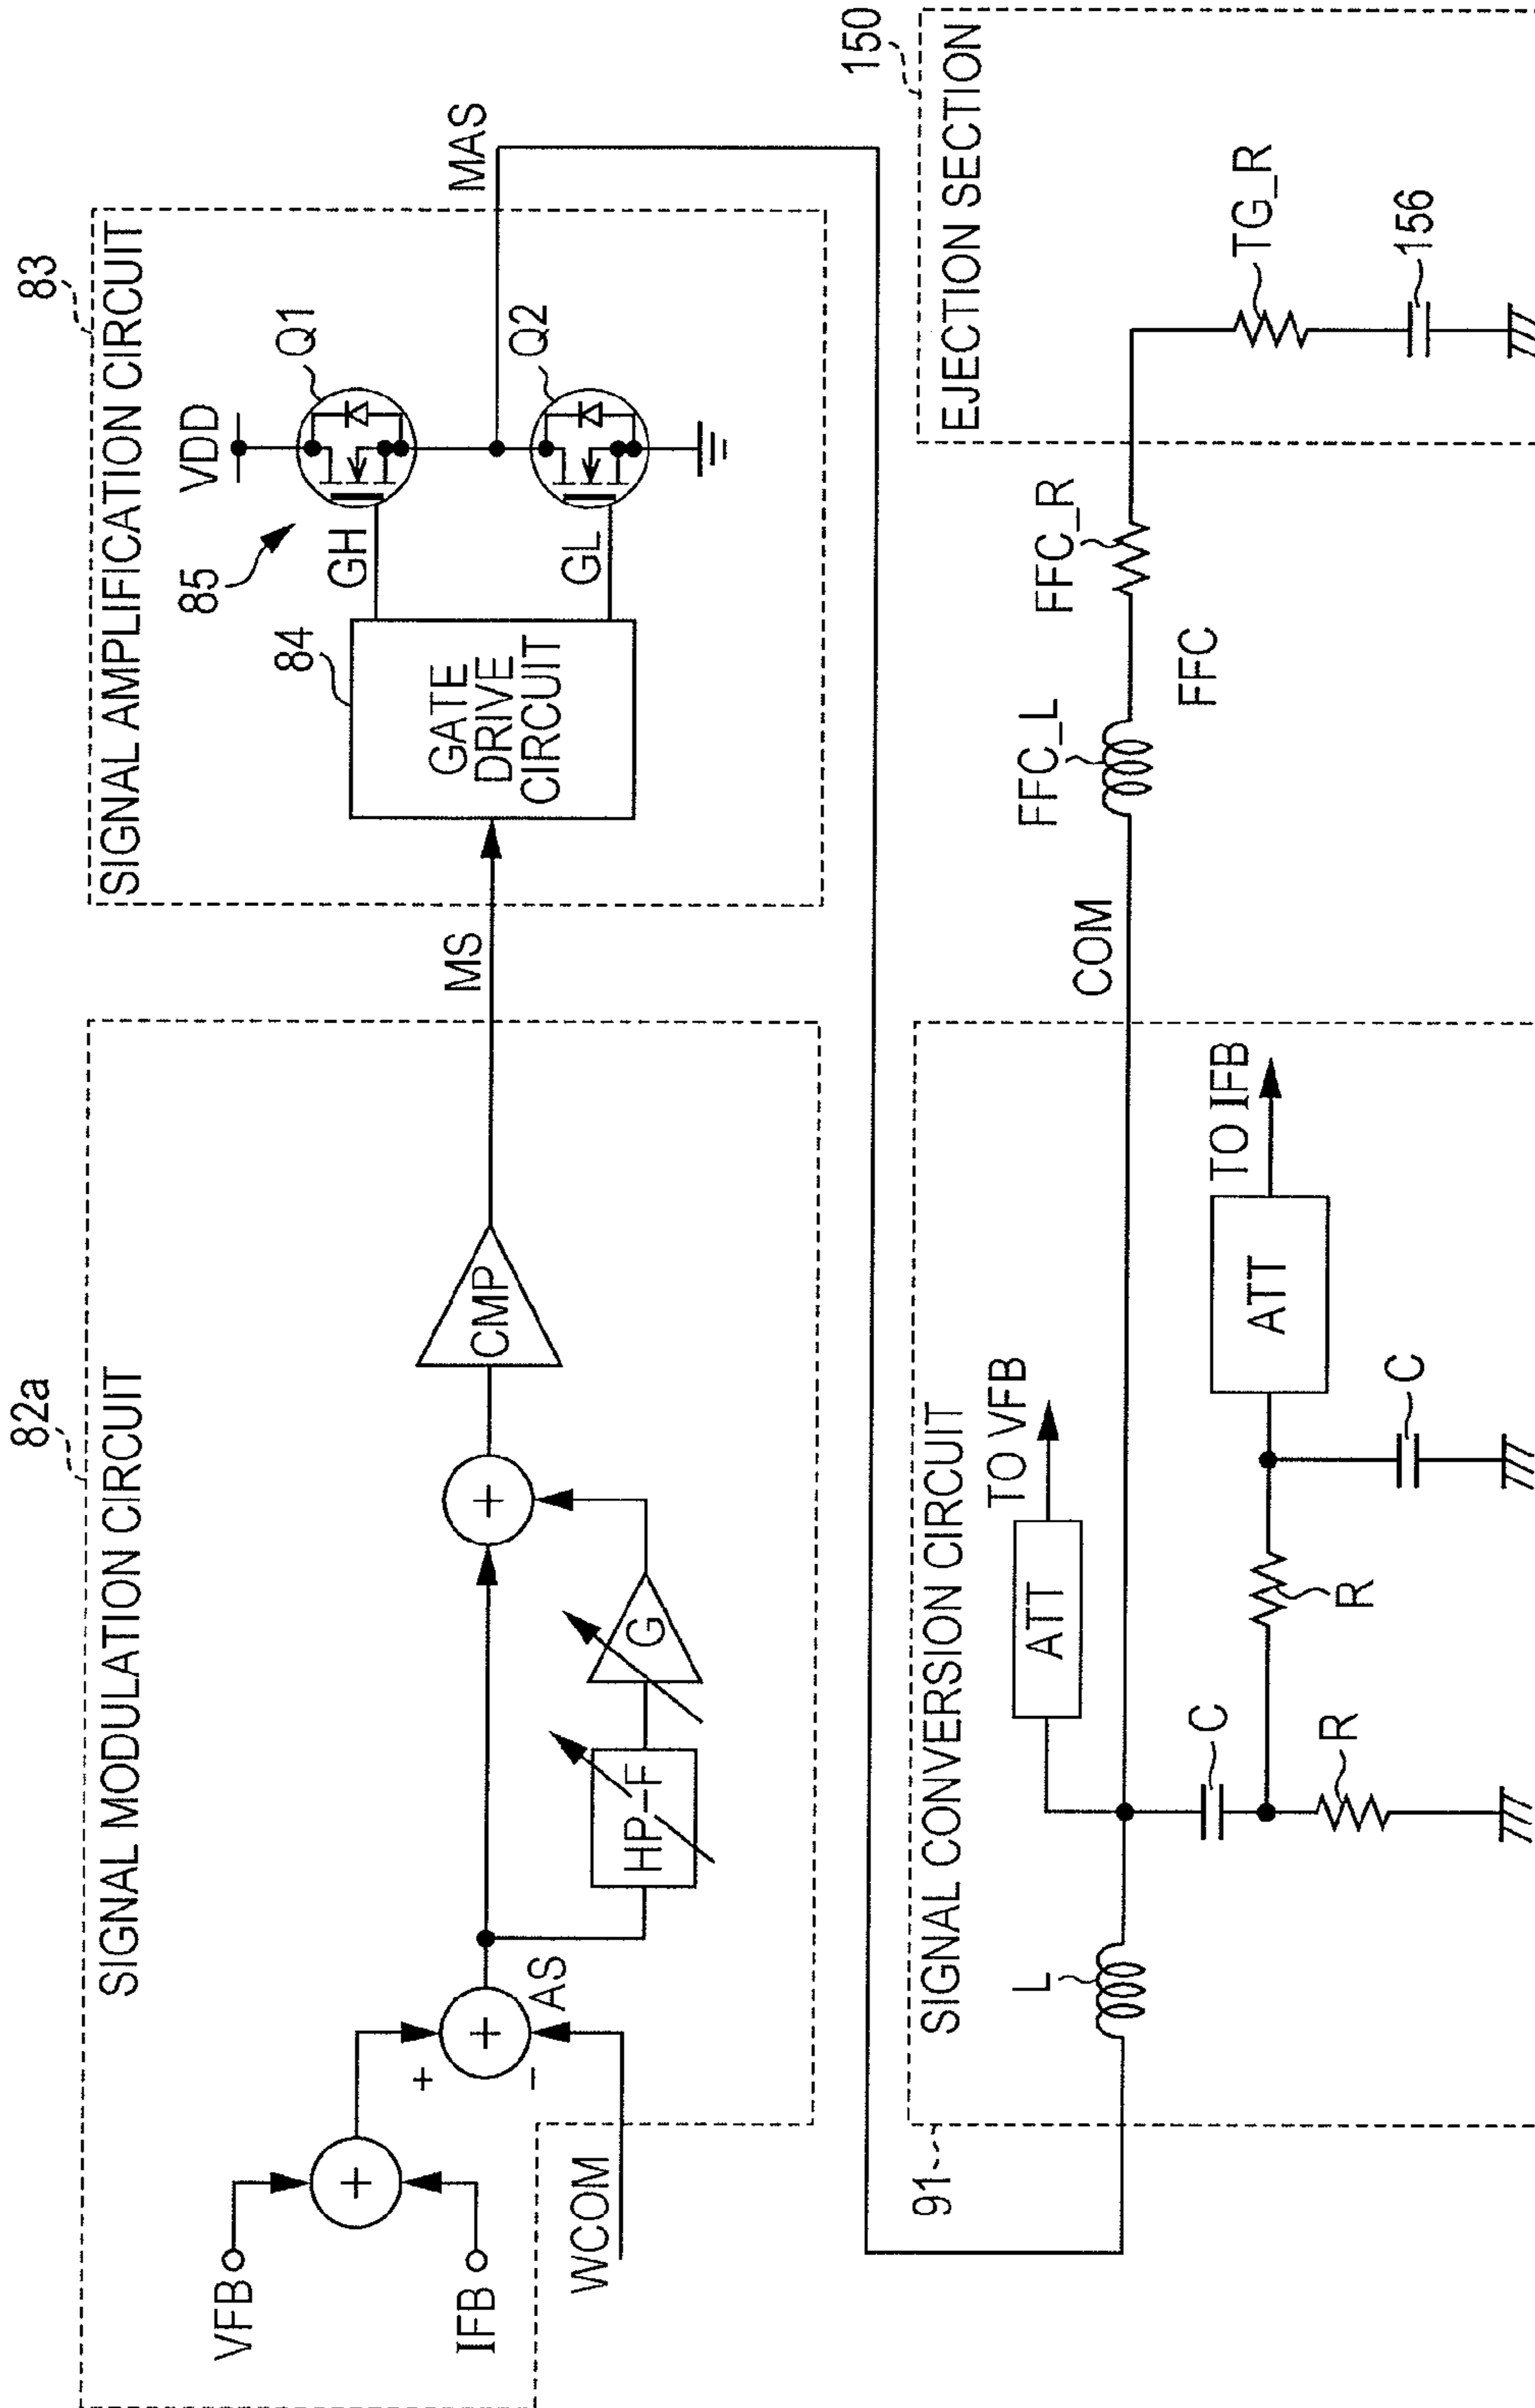 82a
SIGNAL MODULATION CIRCUIT
VFB
IFB
WCOM
+
+
−
+
AS
HP-F
G
+
CMP
MS
83
SIGNAL AMPLIFICATION CIRCUIT
84
GATE
DRIVE
CIRCUIT
85
GH
GL
VDD
Q1
Q2
MAS
91
SIGNAL CONVERSION CIRCUIT
L
ATT
TO VFB
C
R
R
C
ATT
TO IFB
COM
FFC_L
FFC_R
FFC
150
EJECTION SECTION
TG_R
156